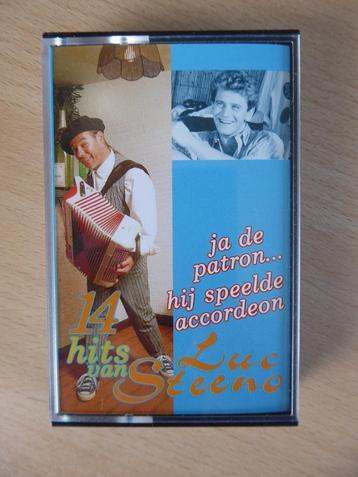 ja de
patron...
hij speelde
accordeon
14
hits
van
Luc
Steeno